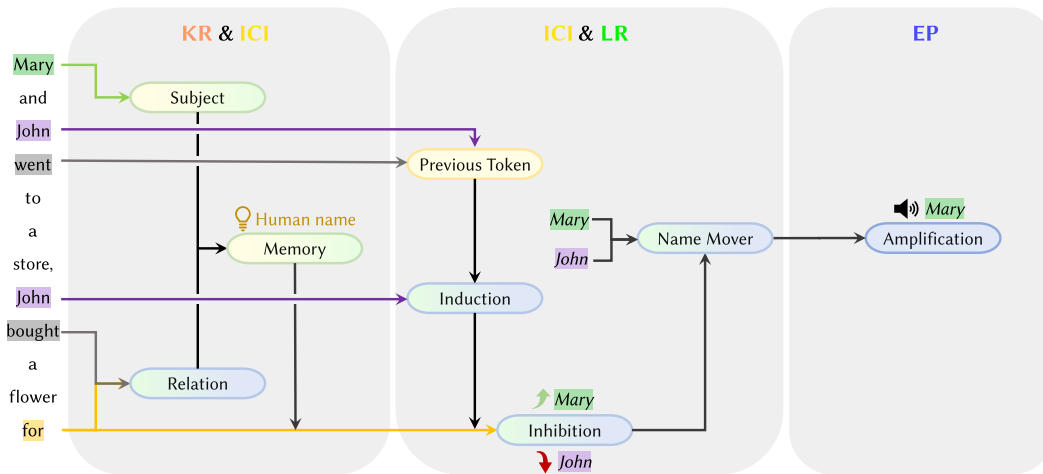 KR & ICI
ICI & LR
EP
Mary
and
John
went
to
a
store,
John
bought
a
flower
for
Subject
Human name
Memory
Relation
Previous Token
Induction
Mary
Inhibition
John
Mary
John
Name Mover
Mary
Amplification